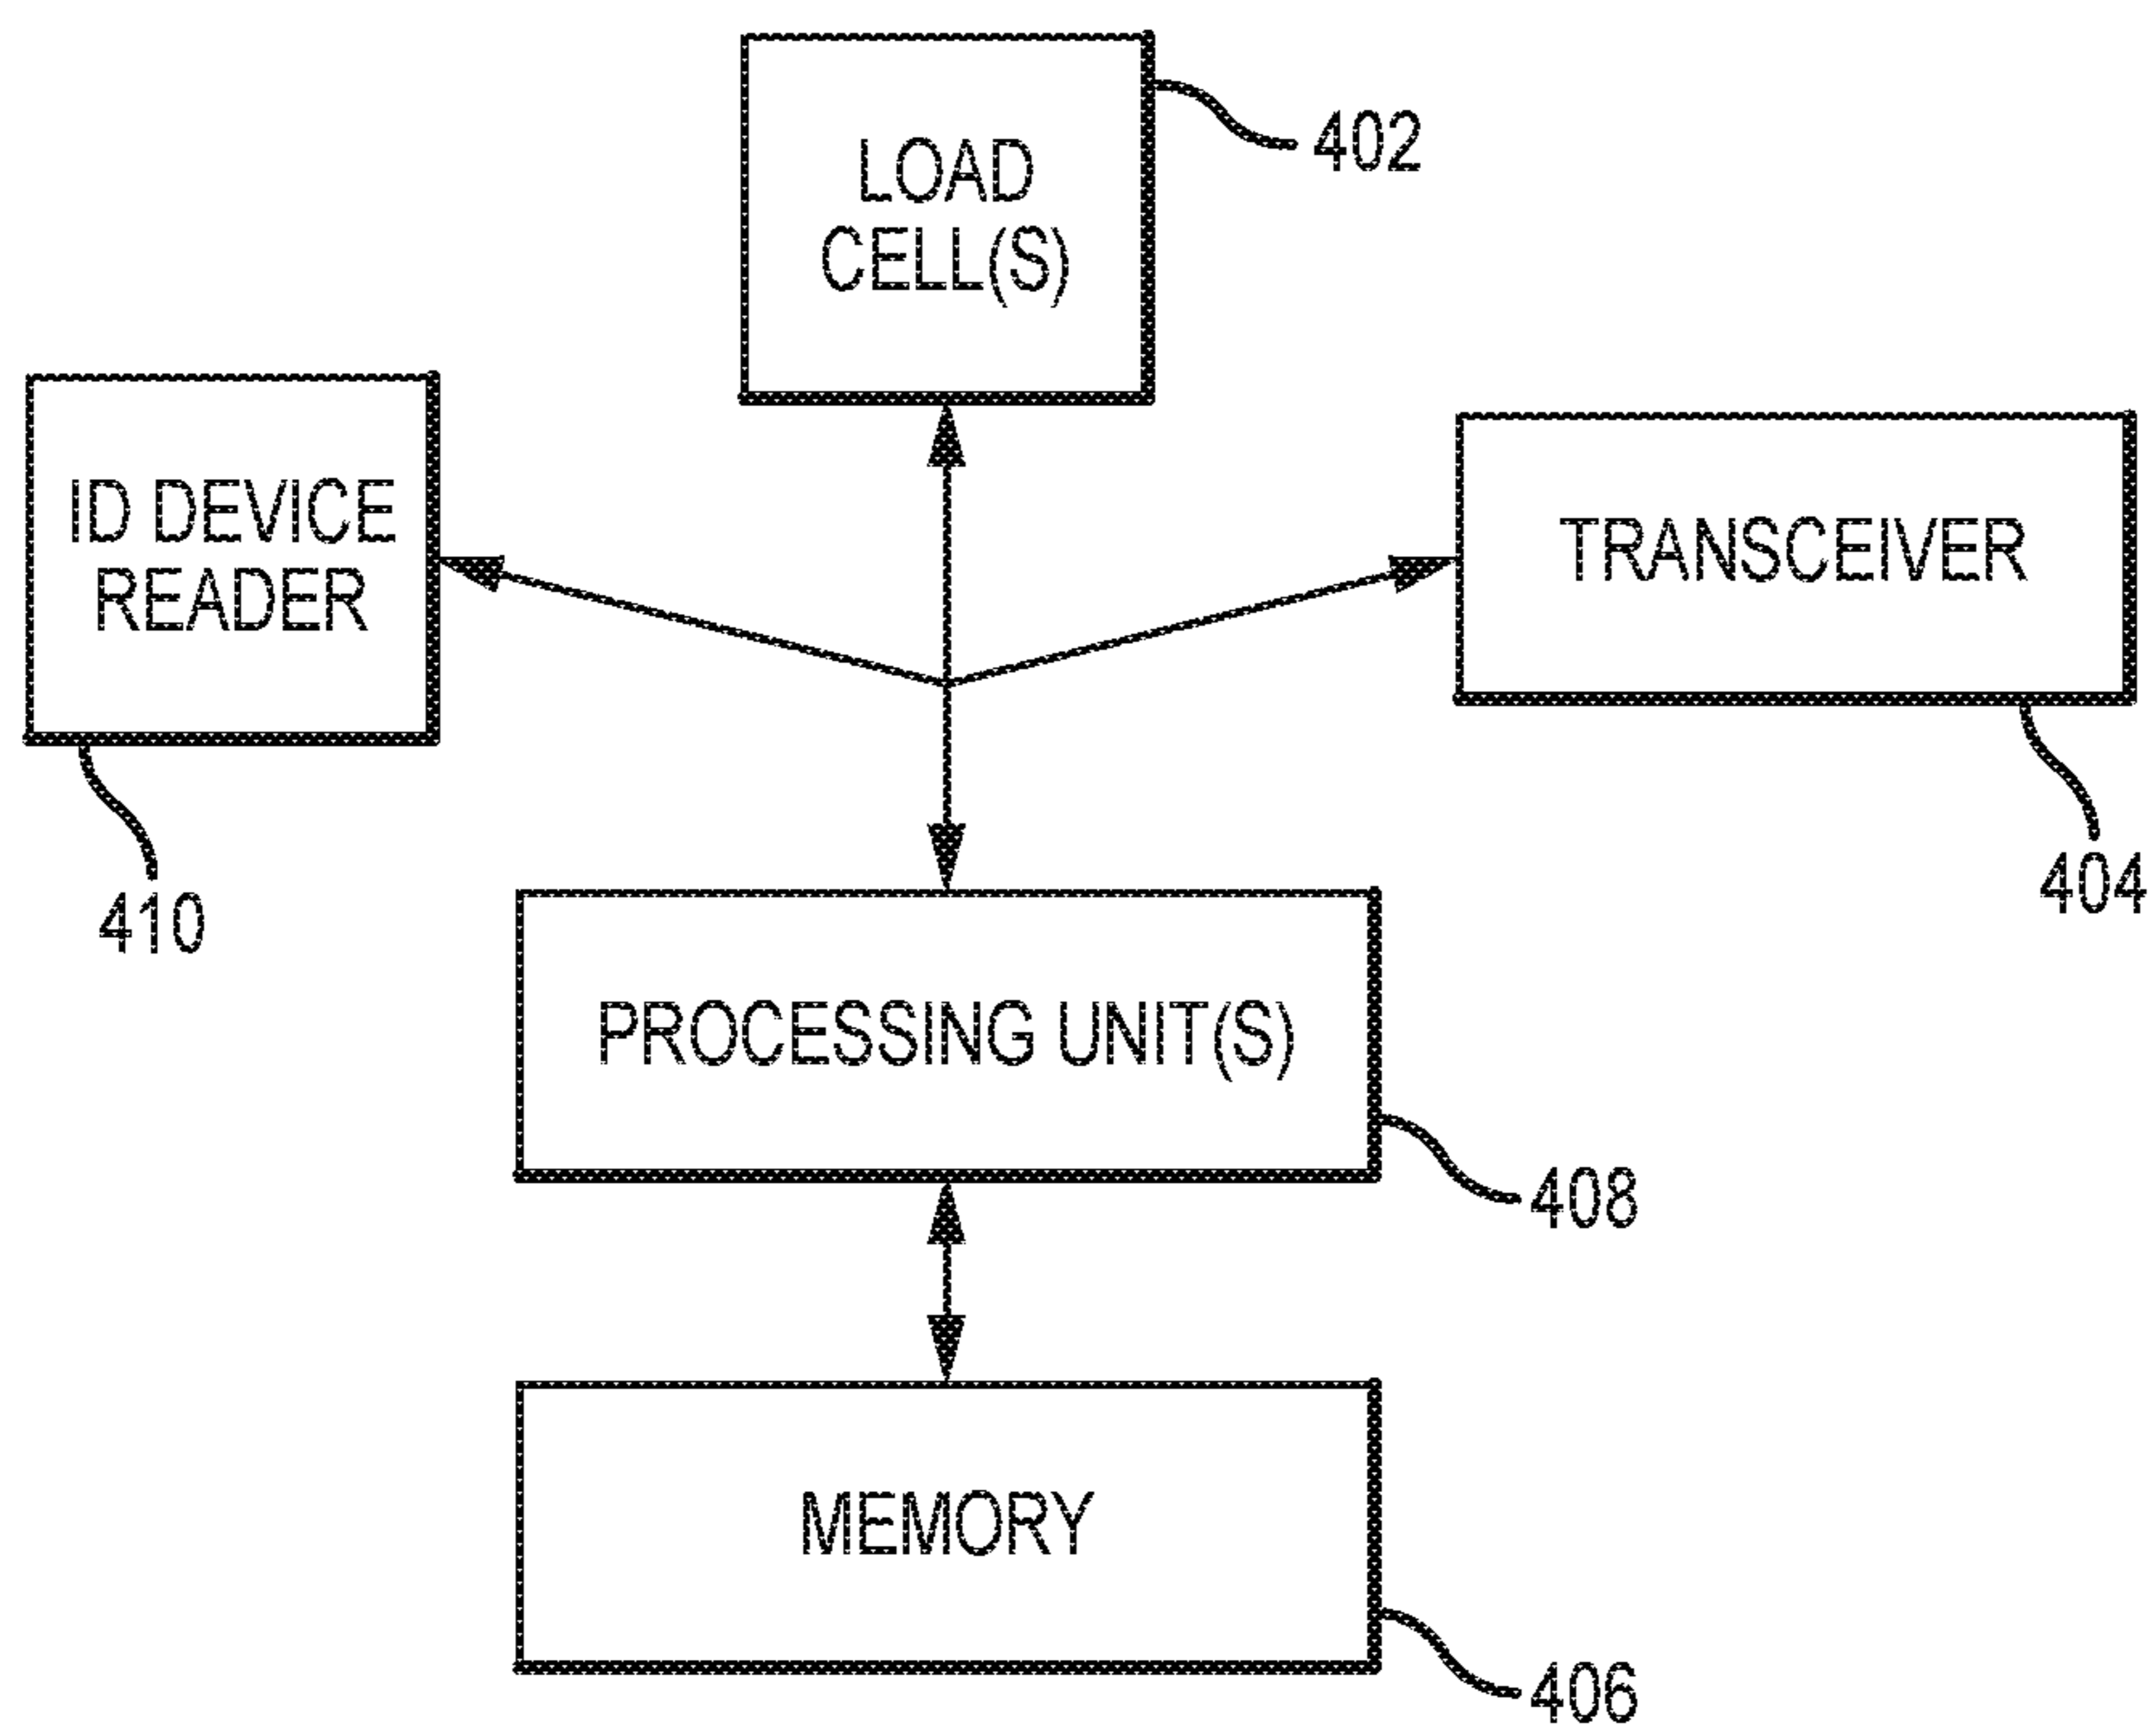 LOAD
CELL(S)
402
ID DEVICE
READER
TRANSCEIVER
410
404
PROCESSING UNIT(S)
408
MEMORY
406